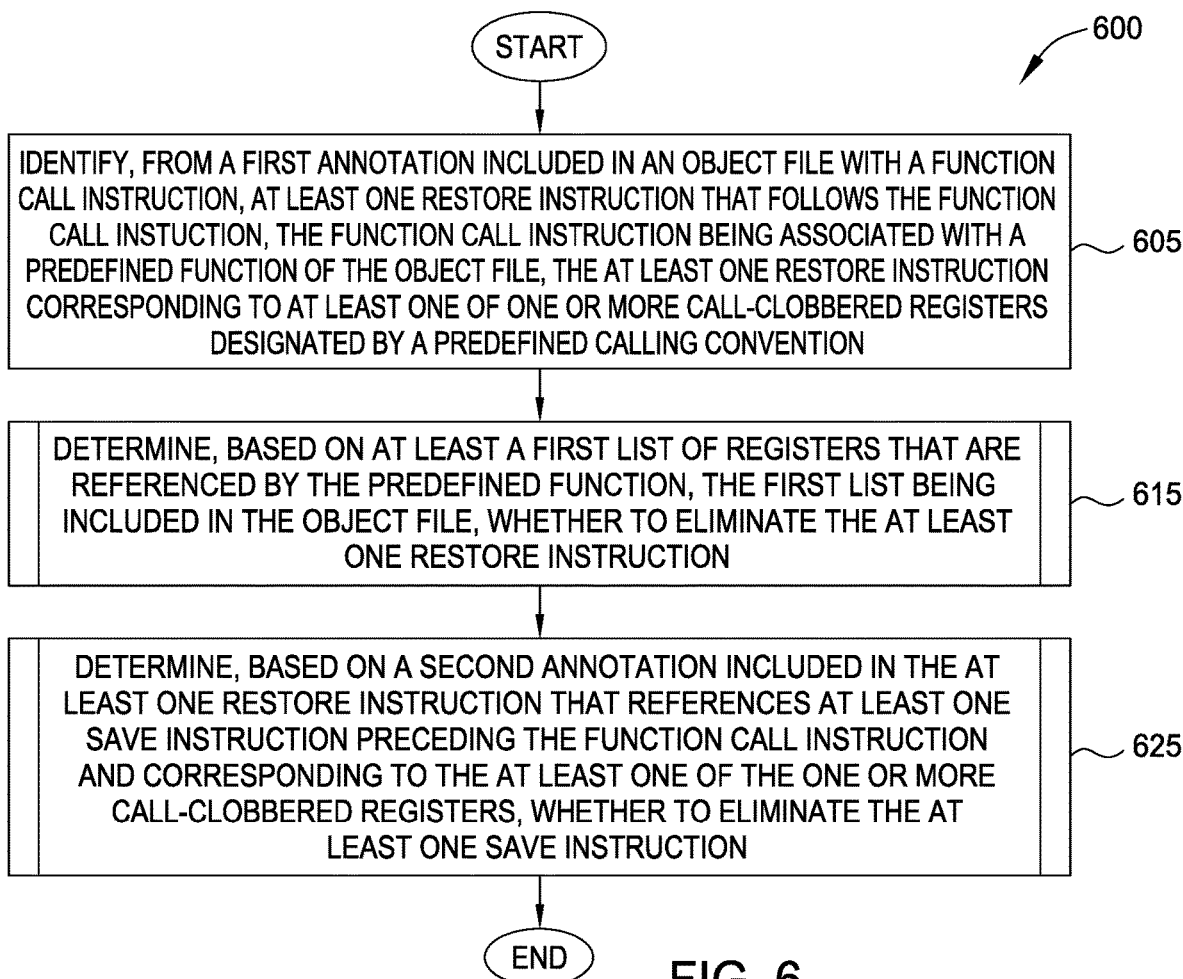 START
600
IDENTIFY, FROM A FIRST ANNOTATION INCLUDED IN AN OBJECT FILE WITH A FUNCTION
CALL INSTRUCTION, AT LEAST ONE RESTORE INSTRUCTION THAT FOLLOWS THE FUNCTION
CALL INSTUCTION, THE FUNCTION CALL INSTRUCTION BEING ASSOCIATED WITH A
PREDEFINED FUNCTION OF THE OBJECT FILE, THE AT LEAST ONE RESTORE INSTRUCTION
CORRESPONDING TO AT LEAST ONE OF ONE OR MORE CALL-CLOBBERED REGISTERS
DESIGNATED BY A PREDEFINED CALLING CONVENTION
605
DETERMINE, BASED ON AT LEAST A FIRST LIST OF REGISTERS THAT ARE
REFERENCED BY THE PREDEFINED FUNCTION, THE FIRST LIST BEING
INCLUDED IN THE OBJECT FILE, WHETHER TO ELIMINATE THE AT LEAST
ONE RESTORE INSTRUCTION
615
DETERMINE, BASED ON A SECOND ANNOTATION INCLUDED IN THE AT
LEAST ONE RESTORE INSTRUCTION THAT REFERENCES AT LEAST ONE
SAVE INSTRUCTION PRECEDING THE FUNCTION CALL INSTRUCTION
AND CORRESPONDING TO THE AT LEAST ONE OF THE ONE OR MORE
CALL-CLOBBERED REGISTERS, WHETHER TO ELIMINATE THE AT
LEAST ONE SAVE INSTRUCTION
625
END
FIG. 6